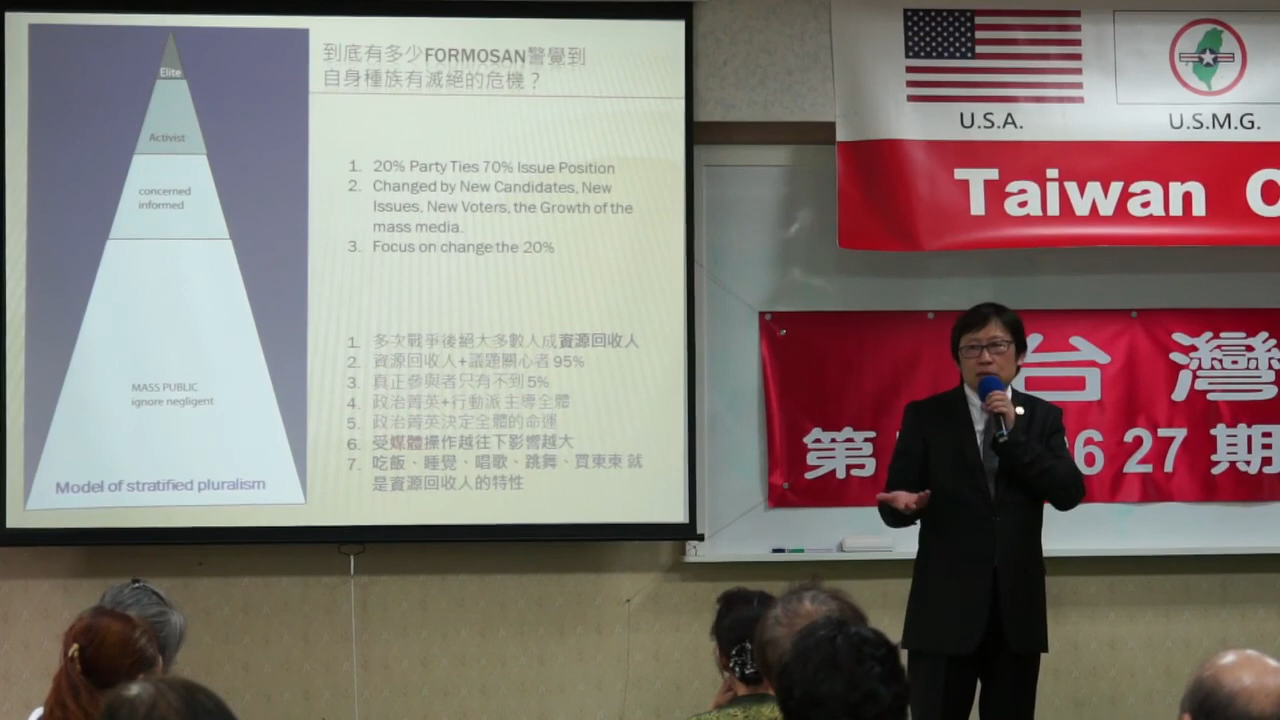 到底有多少FORMOSAN警覺到
自身種族有滅絕的危機？
Elite
Activist
concerned
informed
MASS PUBLIC
ignore negligent
Model of stratified pluralism
1. 20% Party Ties 70% Issue Position
2. Changed by New Candidates, New
Issues, New Voters, the Growth of the
mass media.
3. Focus on change the 20%
1. 多次戰爭後絕大多數人成資源回收人
2. 資源回收人+議題關心者 95%
3. 真正參與者只有不到 5%
4. 政治菁英+行動派 主導全體
5. 政治菁英決定全體的命運
6. 受媒體操作越往下影響越大
7. 吃飯、睡覺、唱歌、跳舞、買東東 就
是資源回收人的特性
U.S.A.
U.S.M.G.
Taiwan C
台灣
第
6 27 期